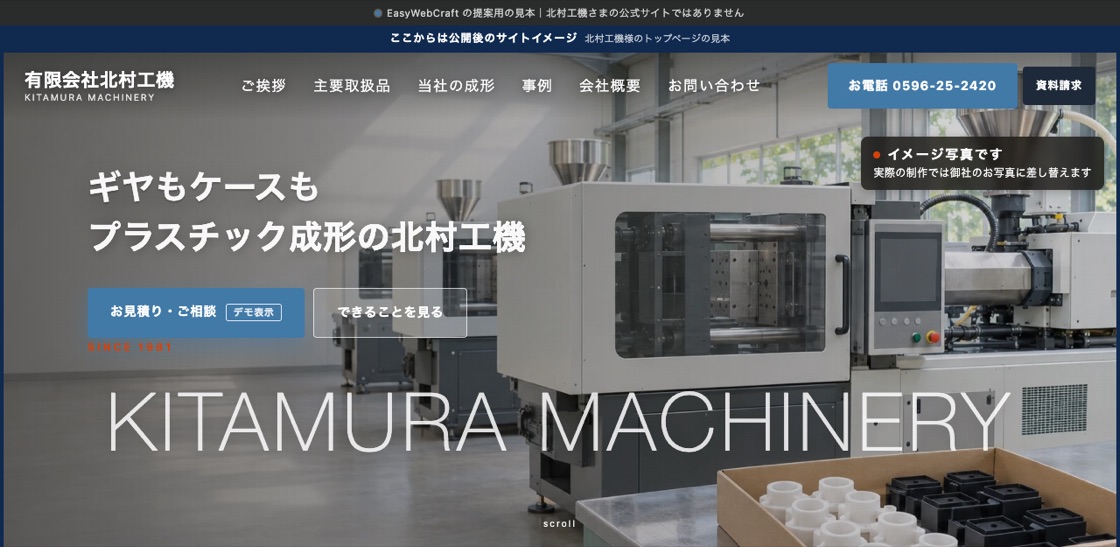 EasyWebCraft の提案用の見本｜北村工機さまの公式サイトではありません
ここからは公開後のサイトイメージ 北村工機様のトップページの見本
有限会社北村工機
KITAMURA MACHINERY
ご挨拶 主要取扱品 当社の成形 事例 会社概要 お問い合わせ
お電話 0596-25-2420 資料請求
イメージ写真です
実際の制作では御社のお写真に差し替えます
ギヤもケースも
プラスチック成形の北村工機
お見積り・ご相談 デモ表示 できることを見る
SINCE 1981
KITAMURA MACHINERY
scroll